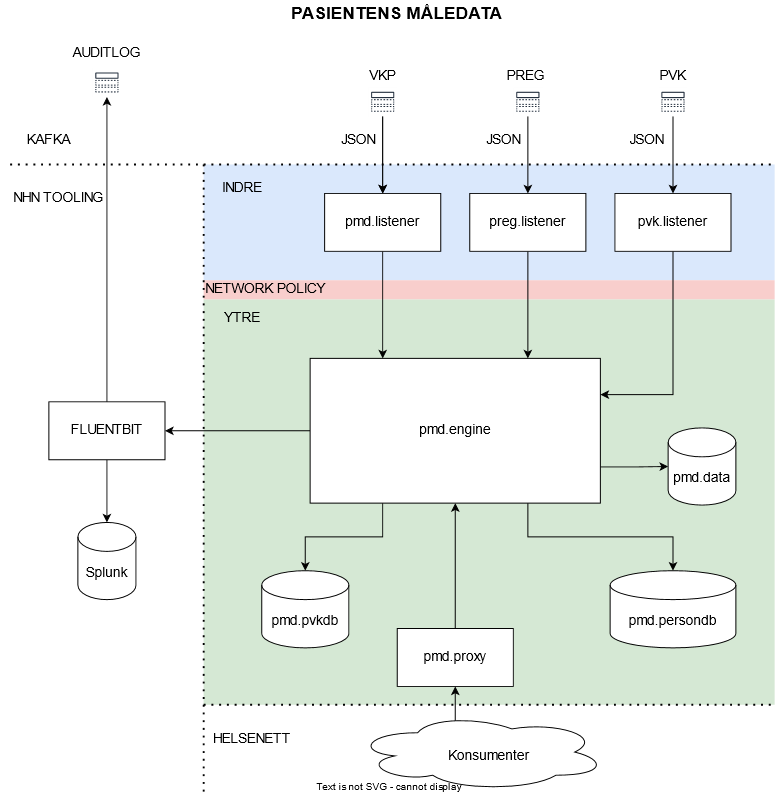 PASIENTENS MÅLEDATA
AUDITLOG
VKP
PREG
PVK
KAFKA
JSON
JSON
JSON
NHN TOOLING
INDRE
pmd.listener
preg.listener
pvk.listener
NETWORK POLICY
YTRE
FLUENTBIT
pmd.engine
pmd.data
Splunk
pmd.pvkdb
pmd.persondb
pmd.proxy
HELSENETT
Konsumenter
Text is not SVG - cannot display